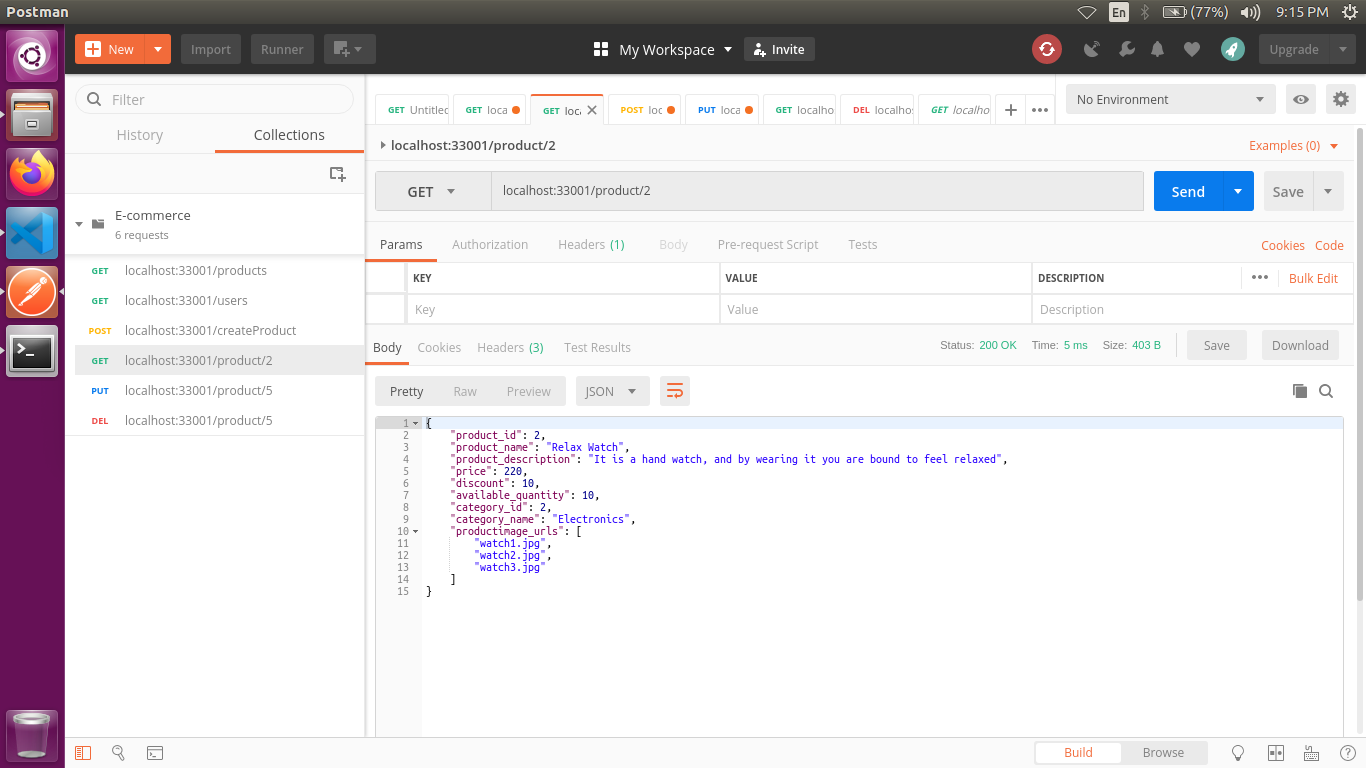 Postman
En
(77%)
9:15 PM
New
Import
Runner
My Workspace
Invite
Upgrade
Filter
History
Collections
E-commerce
6 requests
GET localhost:33001/products
GET localhost:33001/users
POST localhost:33001/createProduct
GET localhost:33001/product/2
PUT localhost:33001/product/5
DEL localhost:33001/product/5
GET Untitled
GET loca
GET loc
POST loc
PUT loca
GET localho
DEL localho
GET localho
No Environment
localhost:33001/product/2
Examples (0)
GET
localhost:33001/product/2
Send
Save
Params
Authorization
Headers (1)
Body
Pre-request Script
Tests
Cookies
Code
KEY
VALUE
DESCRIPTION
Bulk Edit
Key
Value
Description
Body
Cookies
Headers (3)
Test Results
Status: 200 OK
Time: 5 ms
Size: 403 B
Save
Download
Pretty
Raw
Preview
JSON
1 {
2 "product_id": 2,
3 "product_name": "Relax Watch",
4 "product_description": "It is a hand watch, and by wearing it you are bound to feel relaxed",
5 "price": 220,
6 "discount": 10,
7 "available_quantity": 10,
8 "category_id": 2,
9 "category_name": "Electronics",
10 "productimage_urls": [
11 "watch1.jpg",
12 "watch2.jpg",
13 "watch3.jpg"
14 ]
15 }
Build
Browse